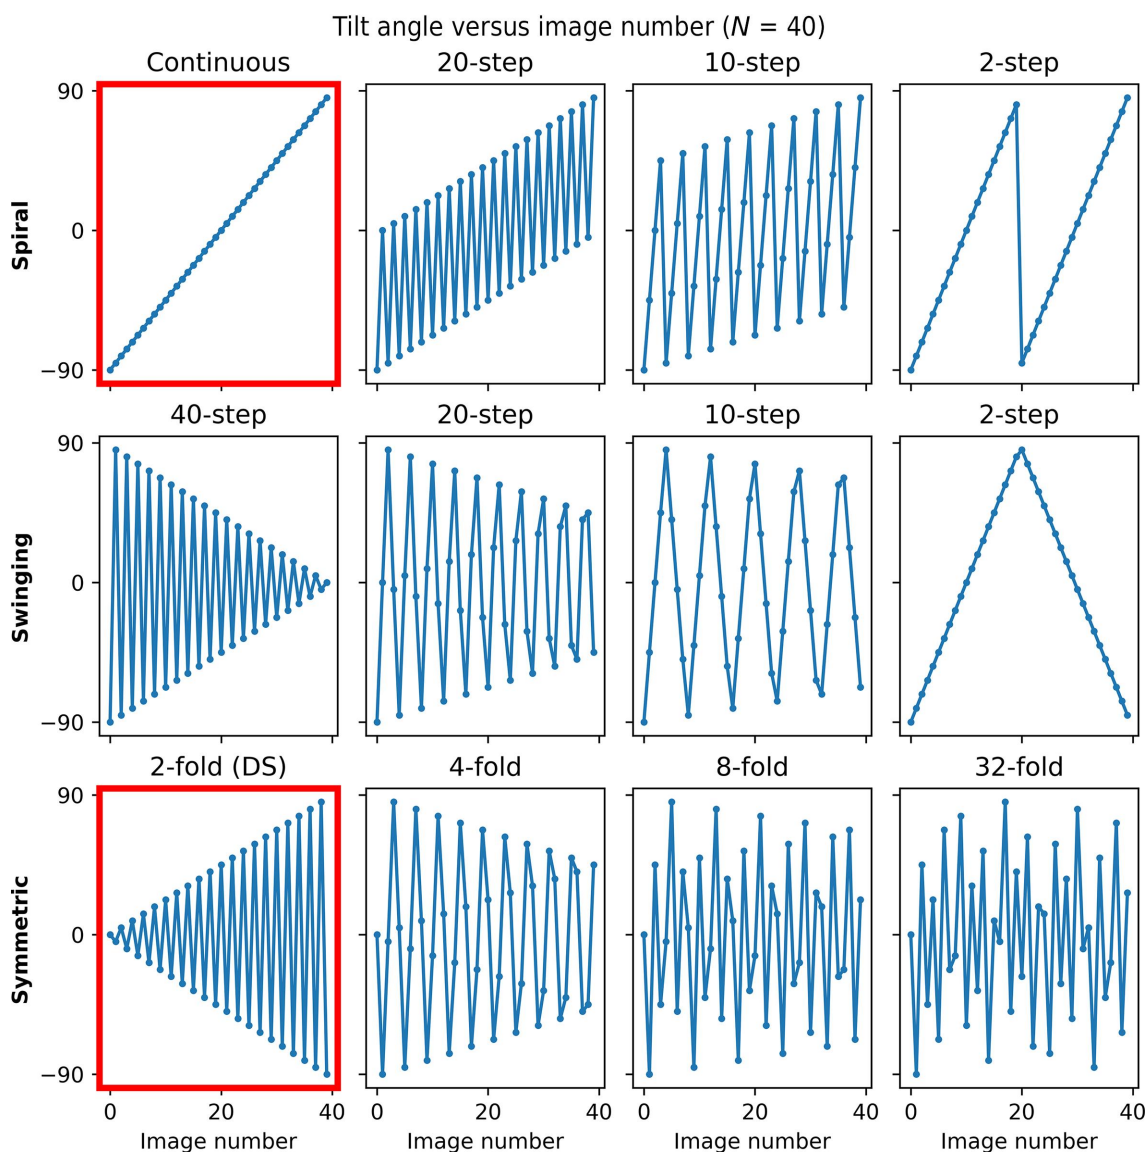 Tilt angle versus image number (N = 40)
Continuous 20-step 10-step 2-step
90
0
−90
Spiral
40-step 20-step 10-step 2-step
90
0
−90
Swinging
2-fold (DS) 4-fold 8-fold 32-fold
90
0
−90
Symmetric
0 20 40 0 20 40 0 20 40 0 20 40
Image number Image number Image number Image number